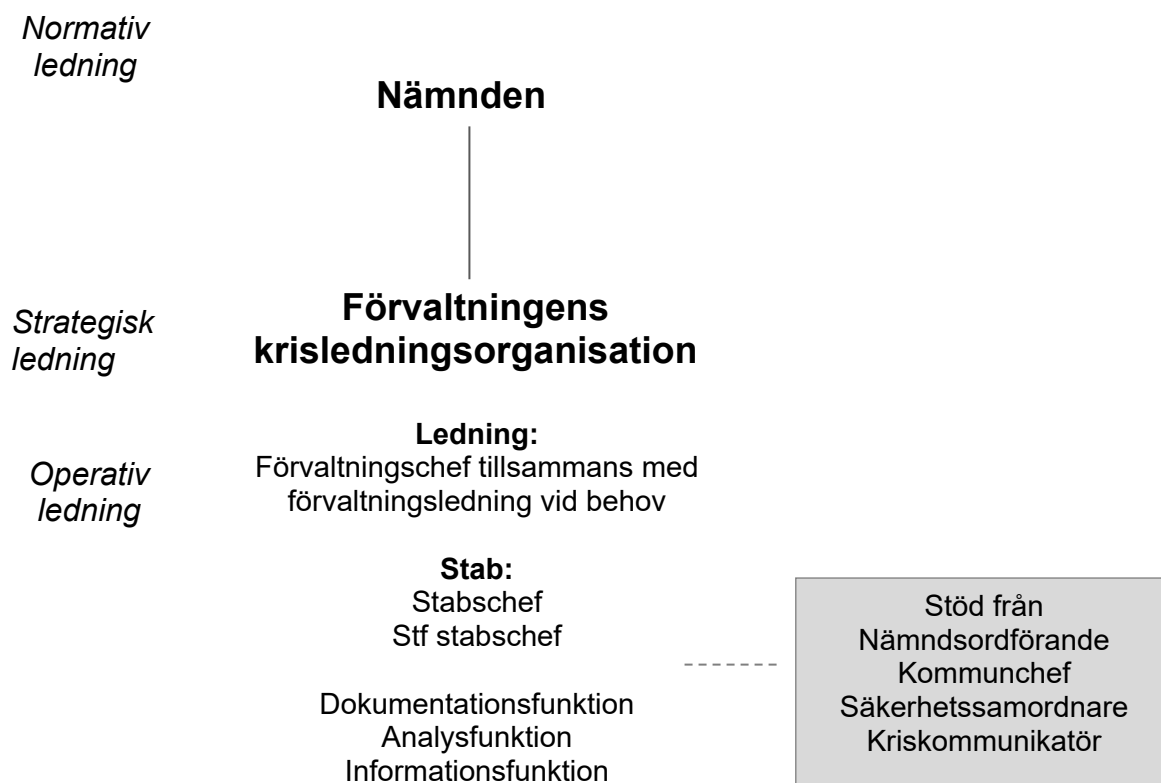 Normativ
ledning
Nämnden
Strategisk
ledning
Förvaltningens
krisledningsorganisation
Operativ
ledning
Ledning:
Förvaltningschef tillsammans med
förvaltningsledning vid behov
Stab:
Stabschef
Stf stabschef
Dokumentationsfunktion
Analysfunktion
Informationsfunktion
Stöd från
Nämndsordförande
Kommunchef
Säkerhetssamordnare
Kriskommunikatör